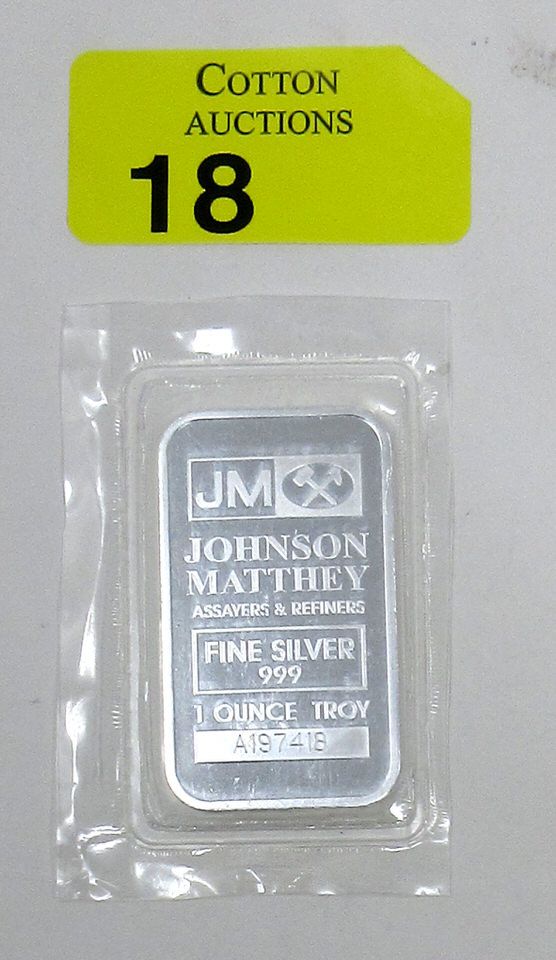 COTTON
AUCTIONS
18
JM
JOHNSON
MATTHEY
ASSAYERS & REFINERS
FINE SILVER
999
1 OUNCE TROY
A197418